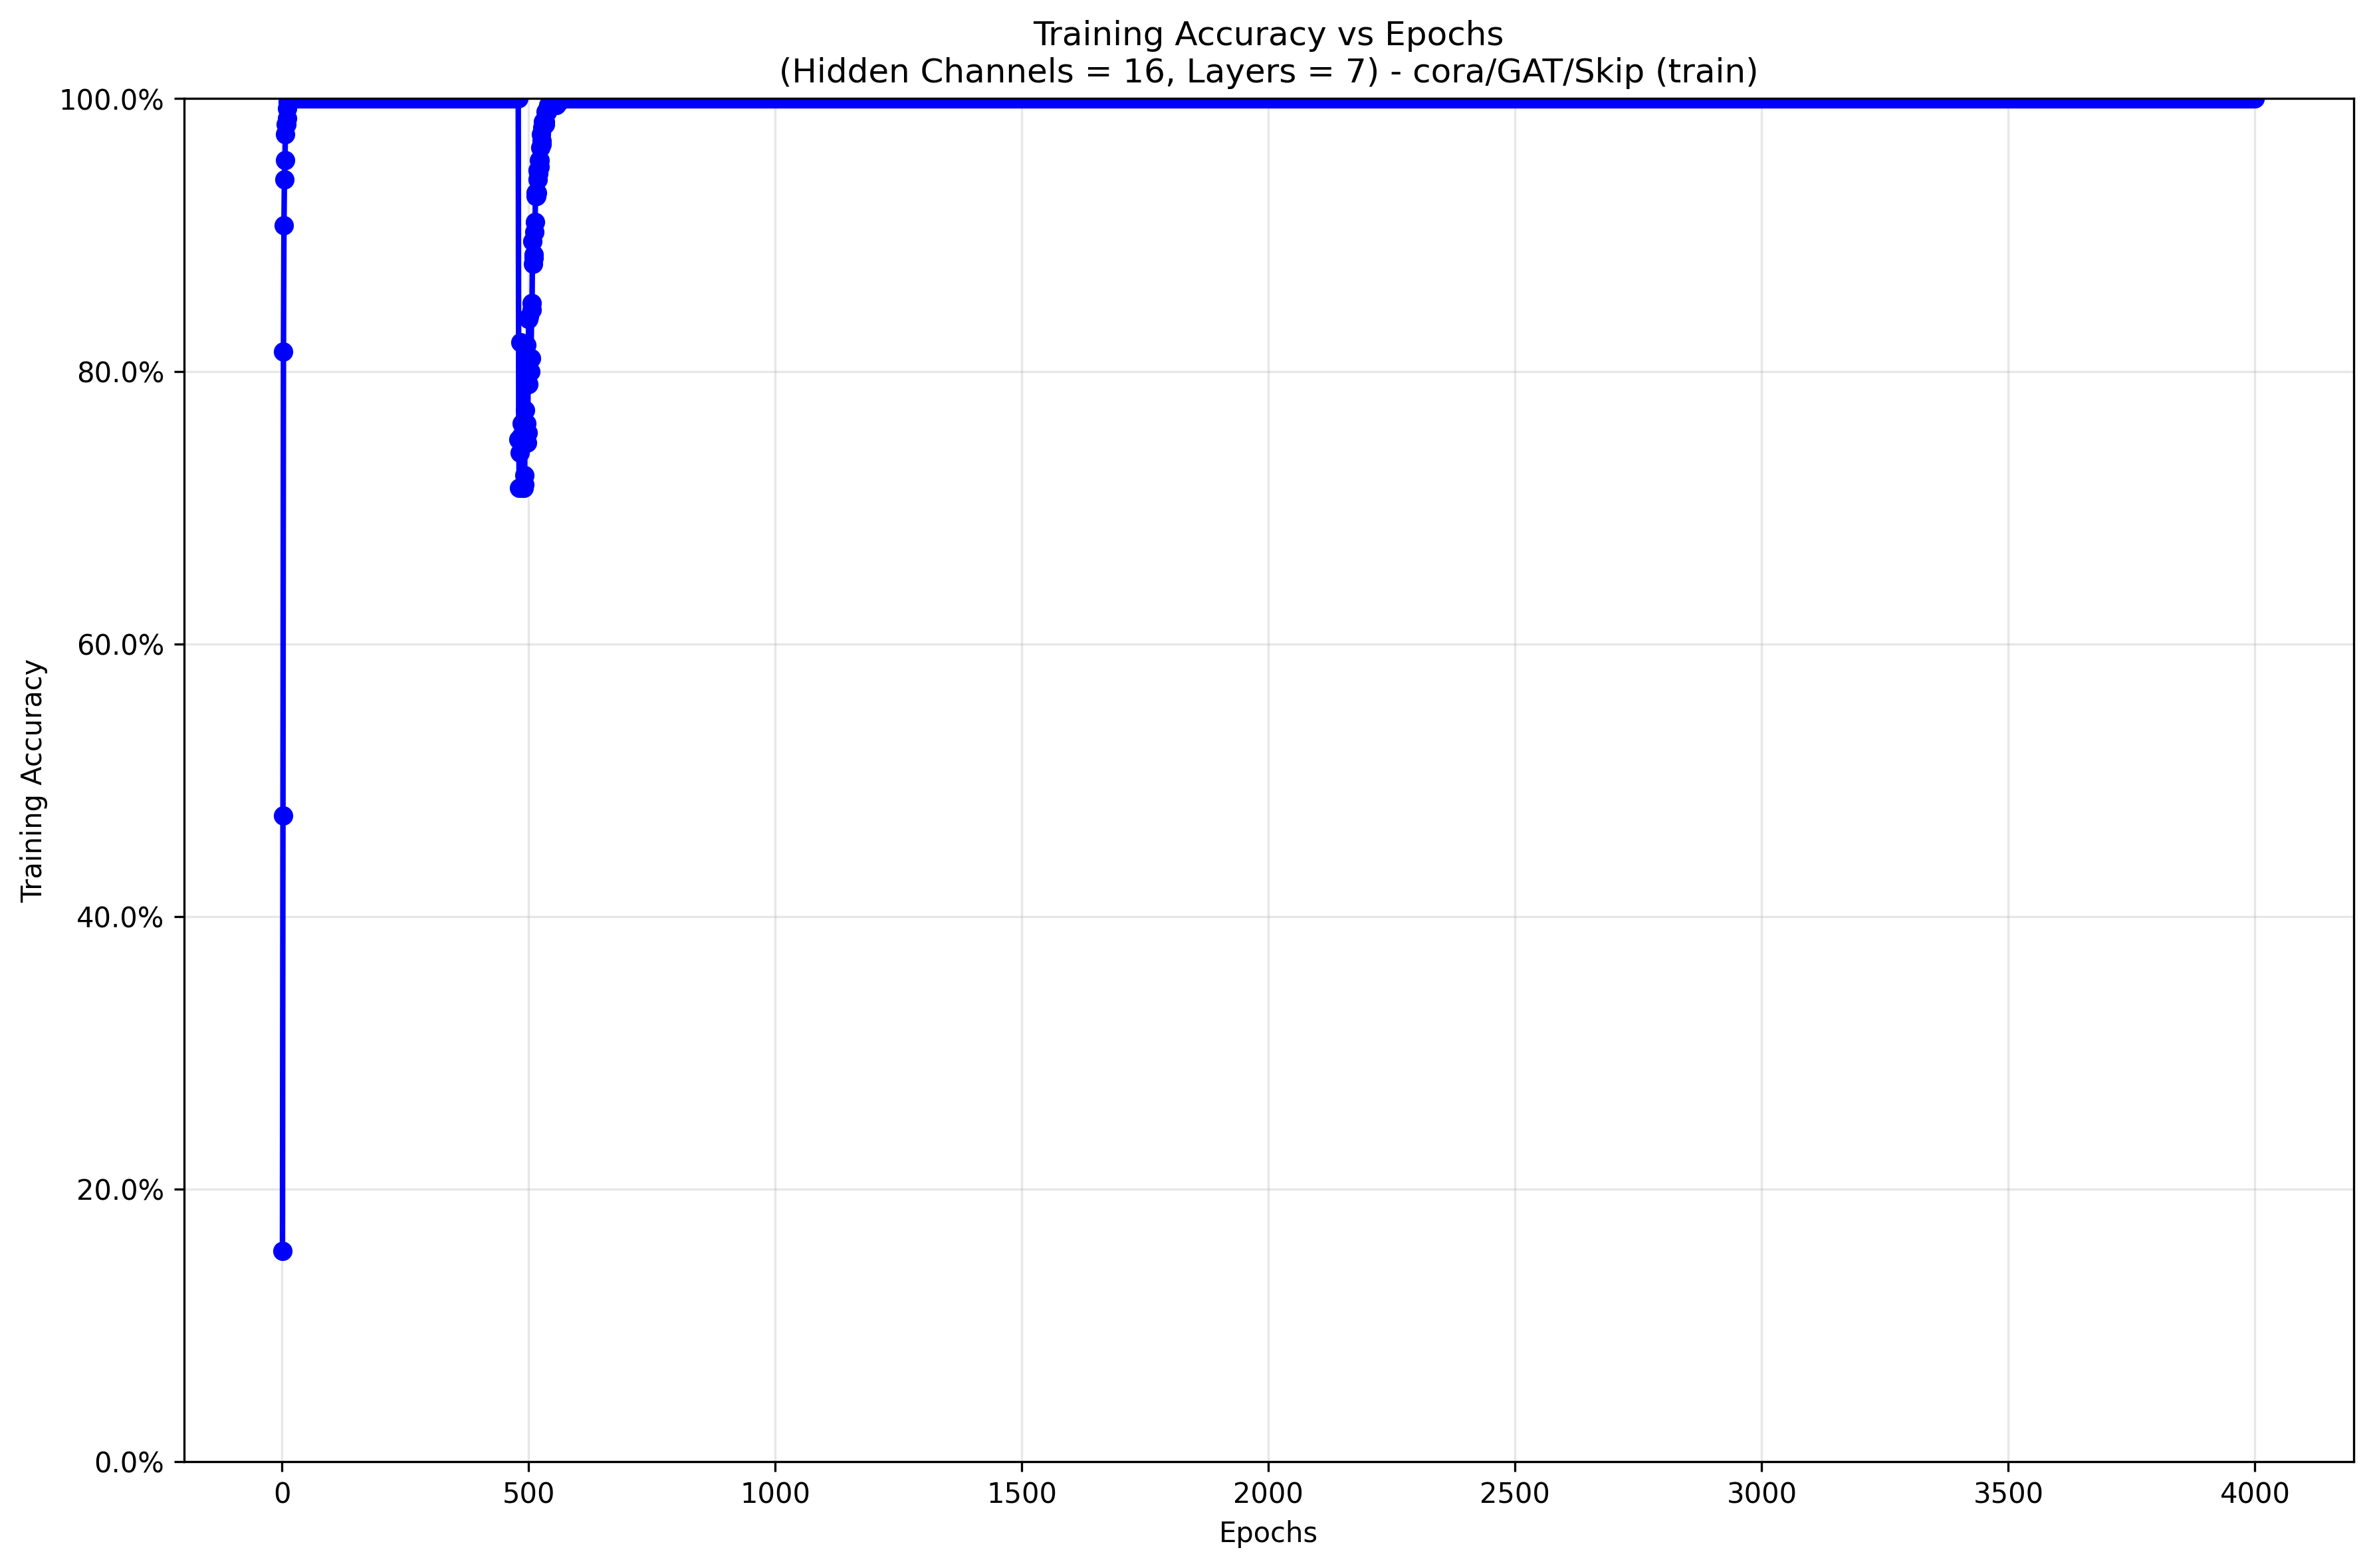 Training Accuracy vs Epochs
(Hidden Channels = 16, Layers = 7) - cora/GAT/Skip (train)
Training Accuracy
100.0%
80.0%
60.0%
40.0%
20.0%
0.0%
0 500 1000 1500 2000 2500 3000 3500 4000
Epochs